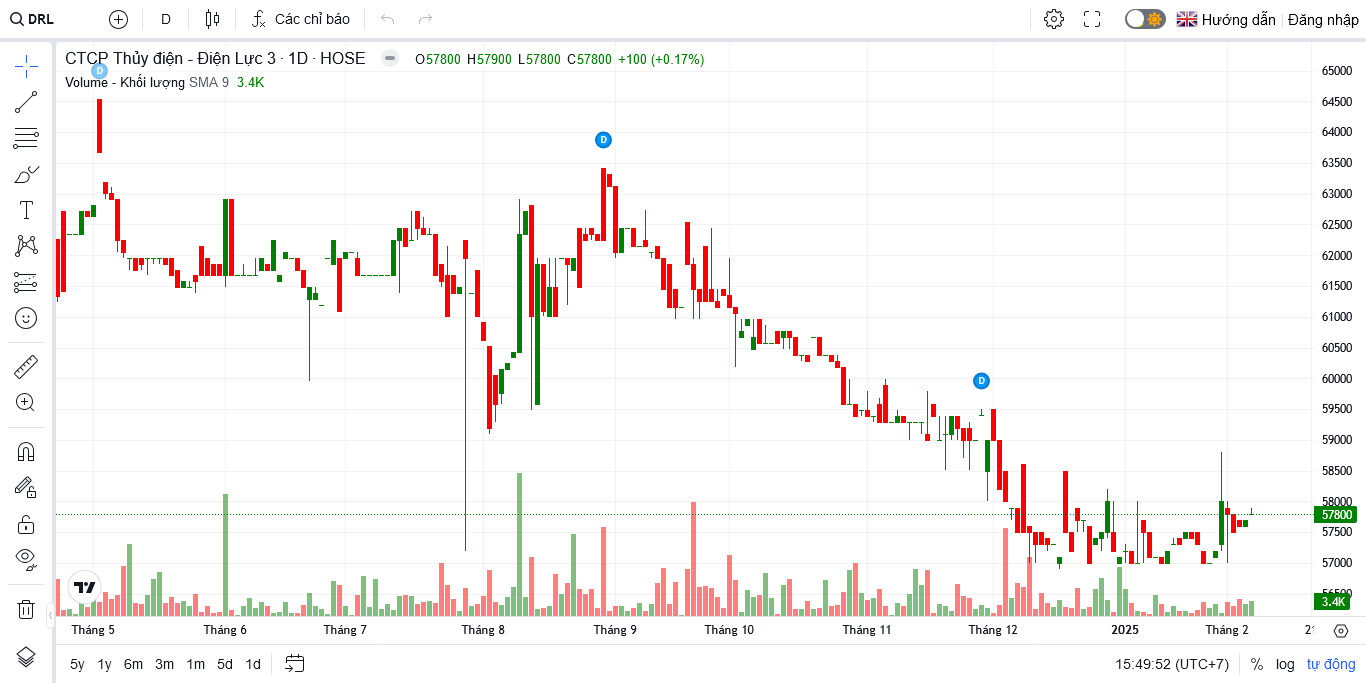 DRL D Các chỉ báo Hướng dẫn Đăng nhập
CTCP Thủy điện - Điện Lực 3 · 1D · HOSE O57800 H57900 L57800 C57800 +100 (+0.17%)
Volume - Khối lượng SMA 9 3.4K
D
D
D
65000
64500
64000
63500
63000
62500
62000
61500
61000
60500
60000
59500
59000
58500
58000
57800
57500
57000
56500
3.4K
Tháng 5 Tháng 6 Tháng 7 Tháng 8 Tháng 9 Tháng 10 Tháng 11 Tháng 12 2025 Tháng 2
5y 1y 6m 3m 1m 5d 1d 15:49:52 (UTC+7) % log tự động